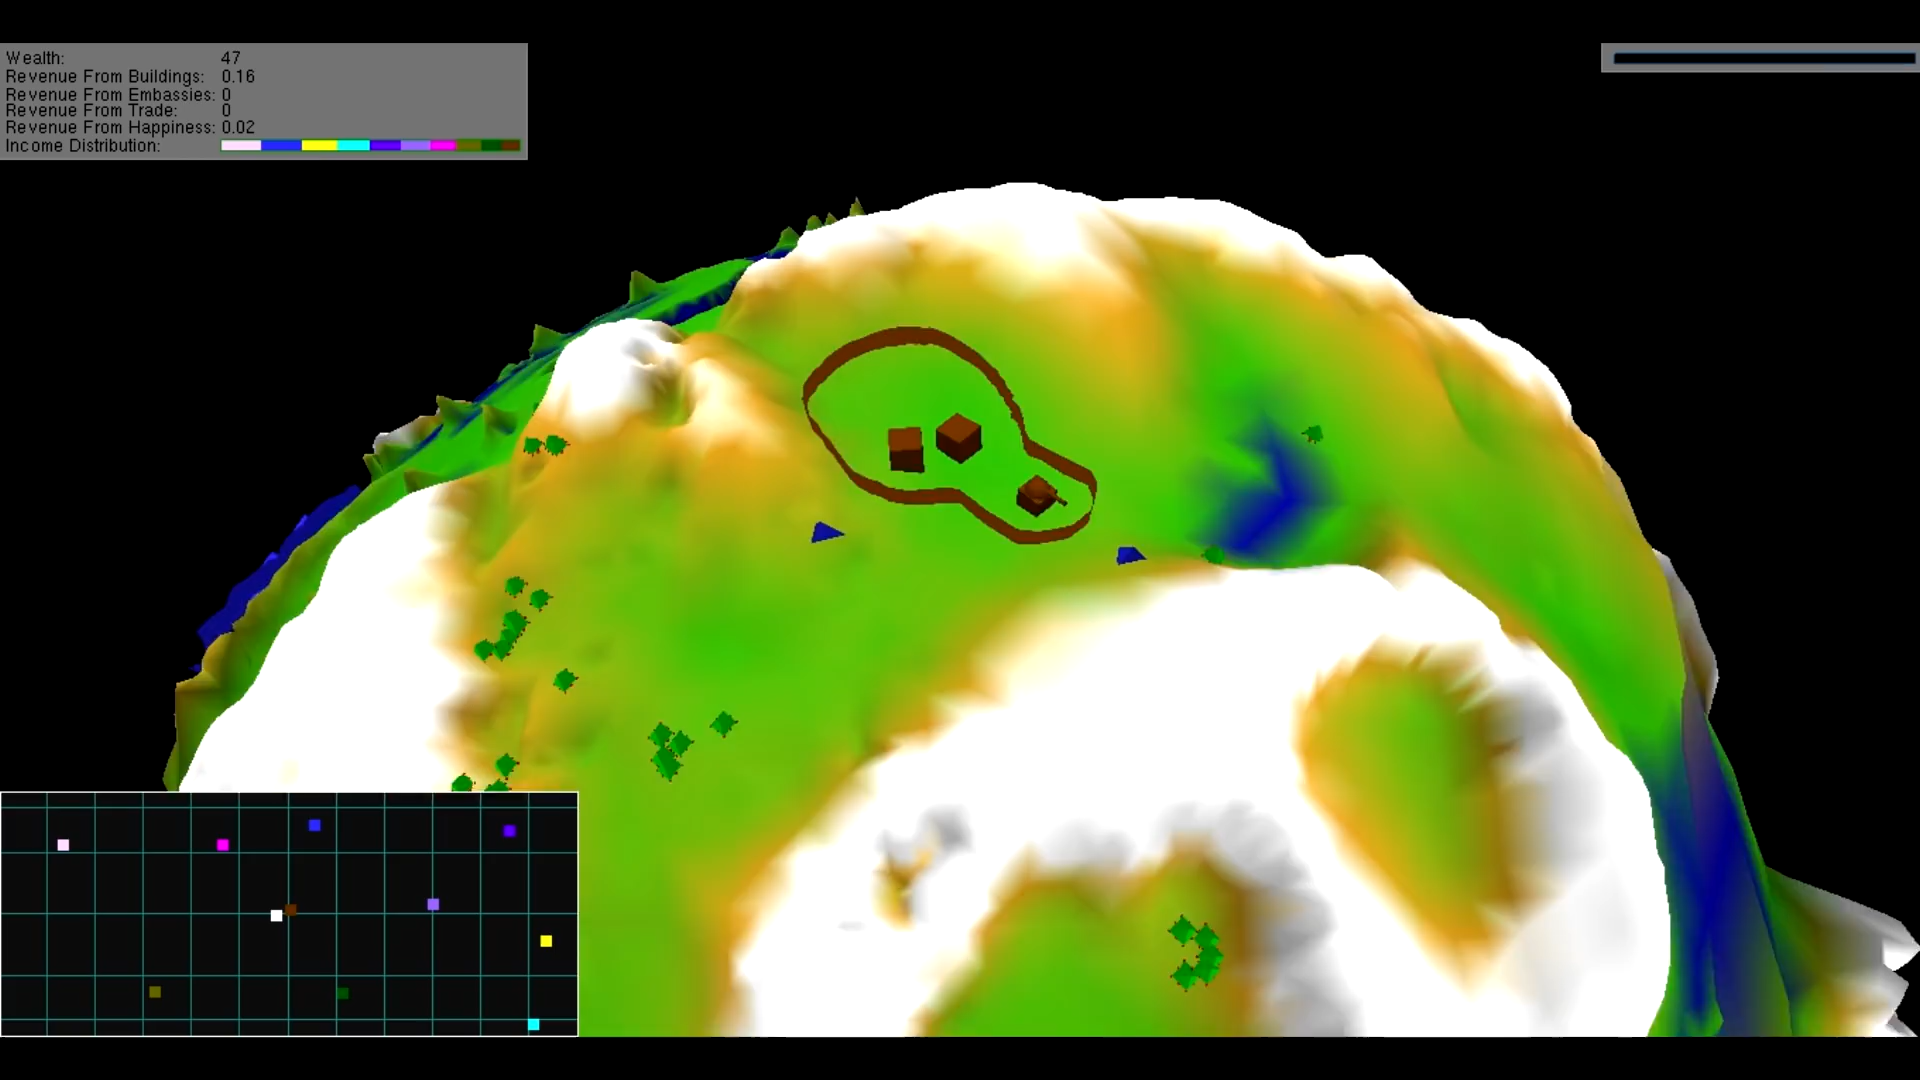 Wealth: 47
Revenue From Buildings: 0.16
Revenue From Embassies: 0
Revenue From Trade: 0
Revenue From Happiness: 0.02
Income Distribution: